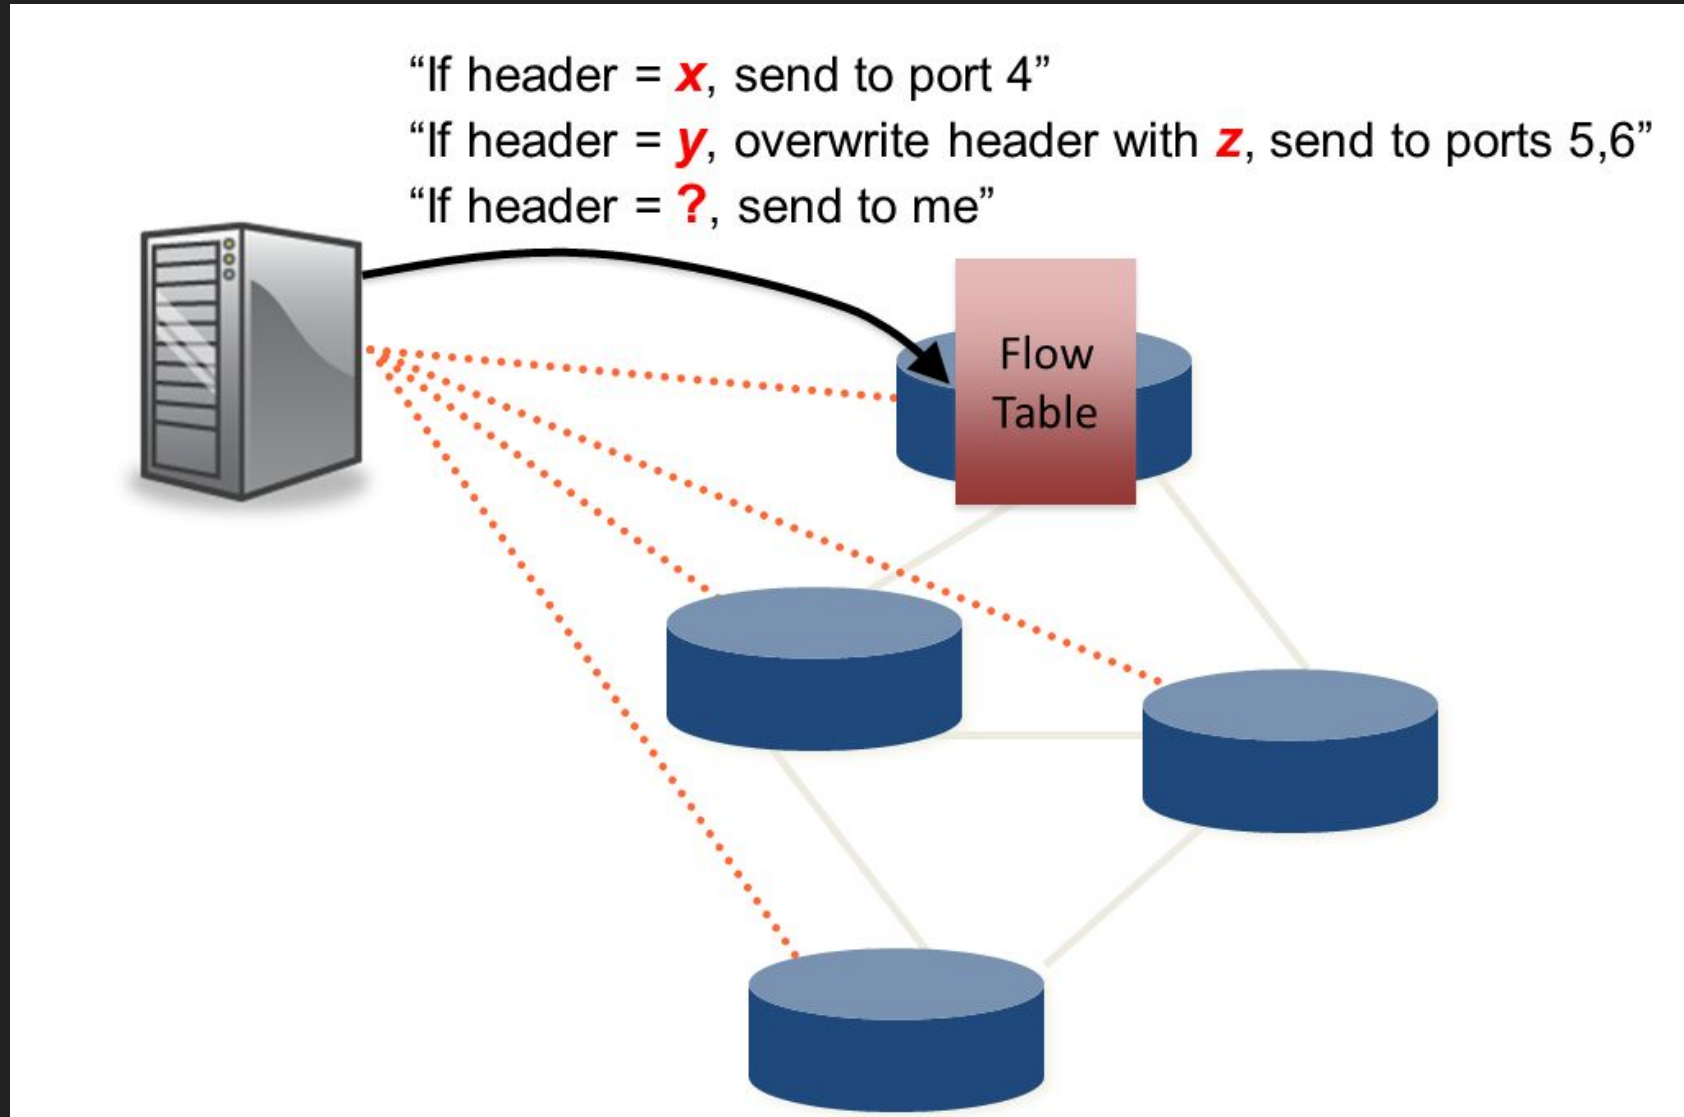 “If header = x, send to port 4”
“If header = y, overwrite header with z, send to ports 5,6”
“If header = ?, send to me”
Flow
Table